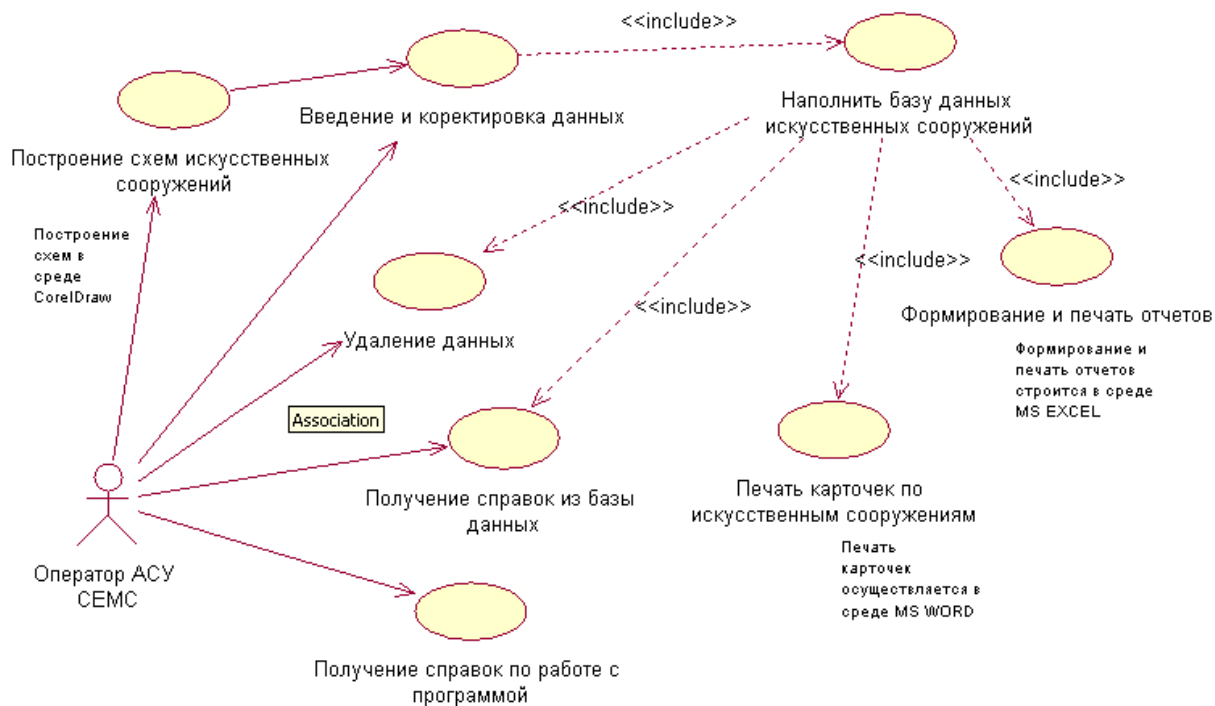 <<include>>
Введение и коректировка данных
Наполнить базу данных
искусственных сооружений
Построение схем искусственных
сооружений
<<include>>
<<include>>
Построение
схем в
среде
CorelDraw
<<include>>
<<include>>
Формирование и печать отчетов
Удаление данных
Формирование и
печать отчетов
строится в среде
MS EXCEL
Association
Получение справок из базы
данных
Печать карточек по
искусственным сооружениям
Печать
карточек
осуществляется в
среде MS WORD
Оператор АСУ
СЕМС
Получение справок по работе с
программой